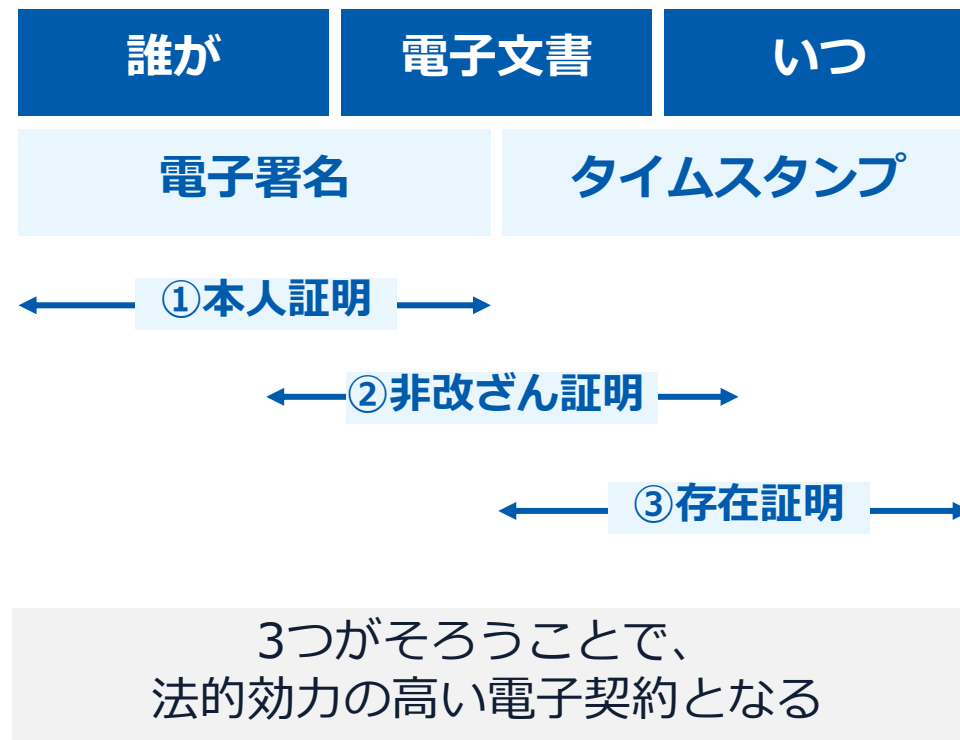 誰が 電子文書 いつ
電子署名 タイムスタンプ
①本人証明
②非改ざん証明
③存在証明
3つがそろうことで、
法的効力の高い電子契約となる